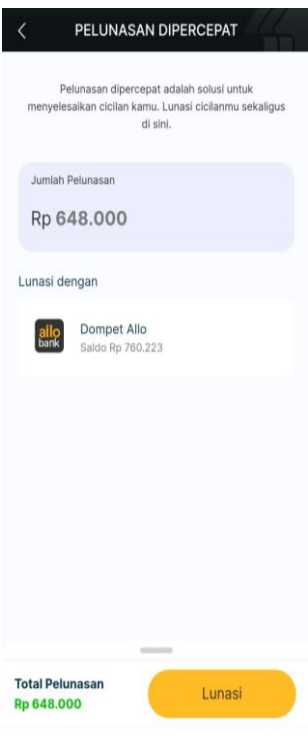 PELUNASAN DIPERCEPAT
Pelunasan dipercepat adalah solusi untuk
menyelesaikan cicilan kamu. Lunasi cicilanmu sekaligus
di sini.
Jumlah Pelunasan
Rp 648.000
Lunasi dengan
allo
bank
Dompet Allo
Saldo Rp 760.223
Total Pelunasan
Rp 648.000
Lunasi